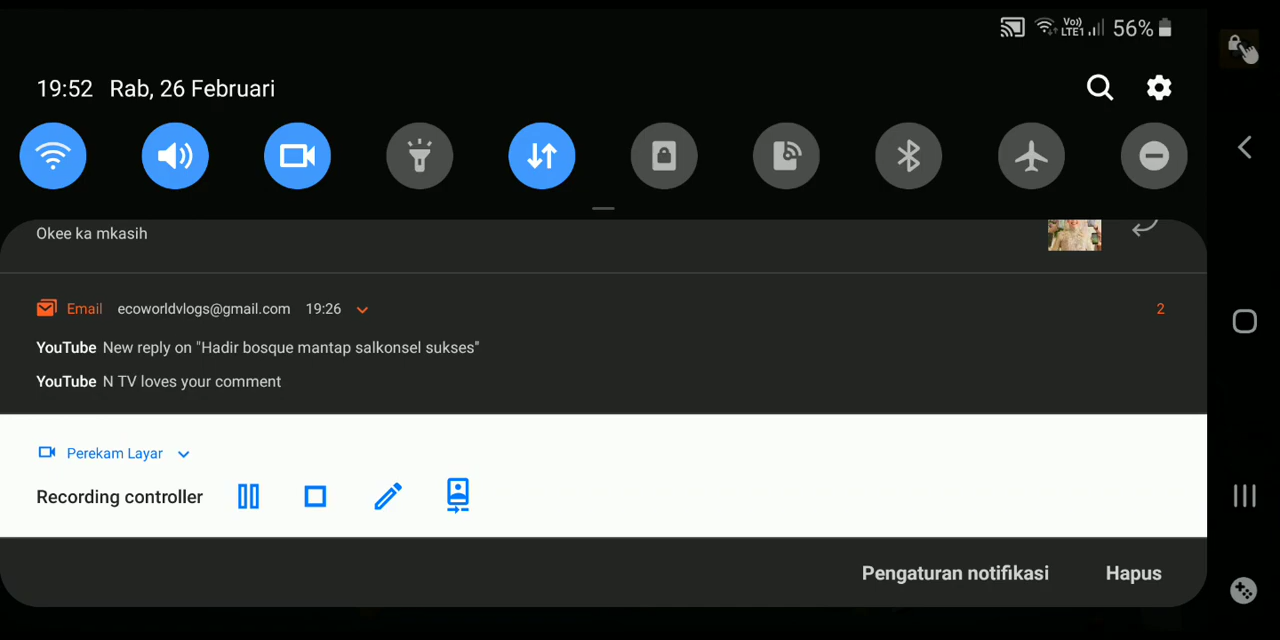 Vo)) LTE1 56%
19:52 Rab, 26 Februari
Okee ka mkasih
Email ecoworldvlogs@gmail.com 19:26 2
YouTube New reply on "Hadir bosque mantap salkonsel sukses"
YouTube N TV loves your comment
Perekam Layar
Recording controller
Pengaturan notifikasi Hapus